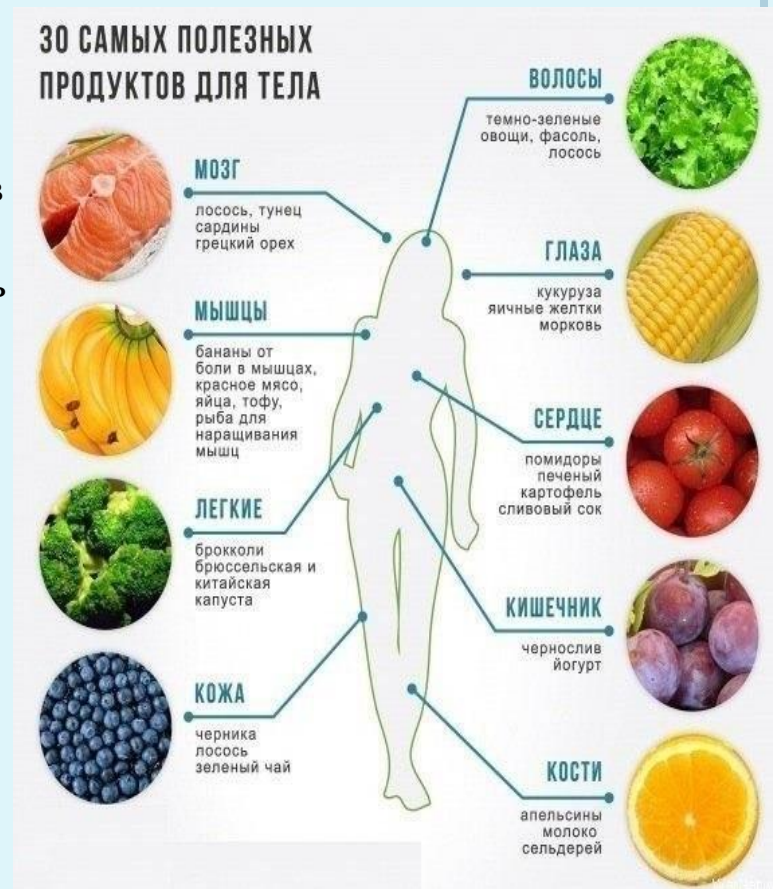 30 САМЫХ ПОЛЕЗНЫХ
ПРОДУКТОВ ДЛЯ ТЕЛА
МОЗГ
лосось, тунец
сардины
грецкий орех
МЫШЦЫ
бананы от
боли в мышцах,
красное мясо,
яйца, тофу,
рыба для
наращивания
мышц
ЛЕГКИЕ
брокколи
брюссельская и
китайская
капуста
КОЖА
черника
лосось
зеленый чай
ВОЛОСЫ
темно-зеленые
овощи, фасоль,
лосось
ГЛАЗА
кукуруза
яичные желтки
морковь
СЕРДЦЕ
помидоры
печеный
картофель
сливовый сок
КИШЕЧНИК
чернослив
йогурт
КОСТИ
апельсины
молоко
сельдерей